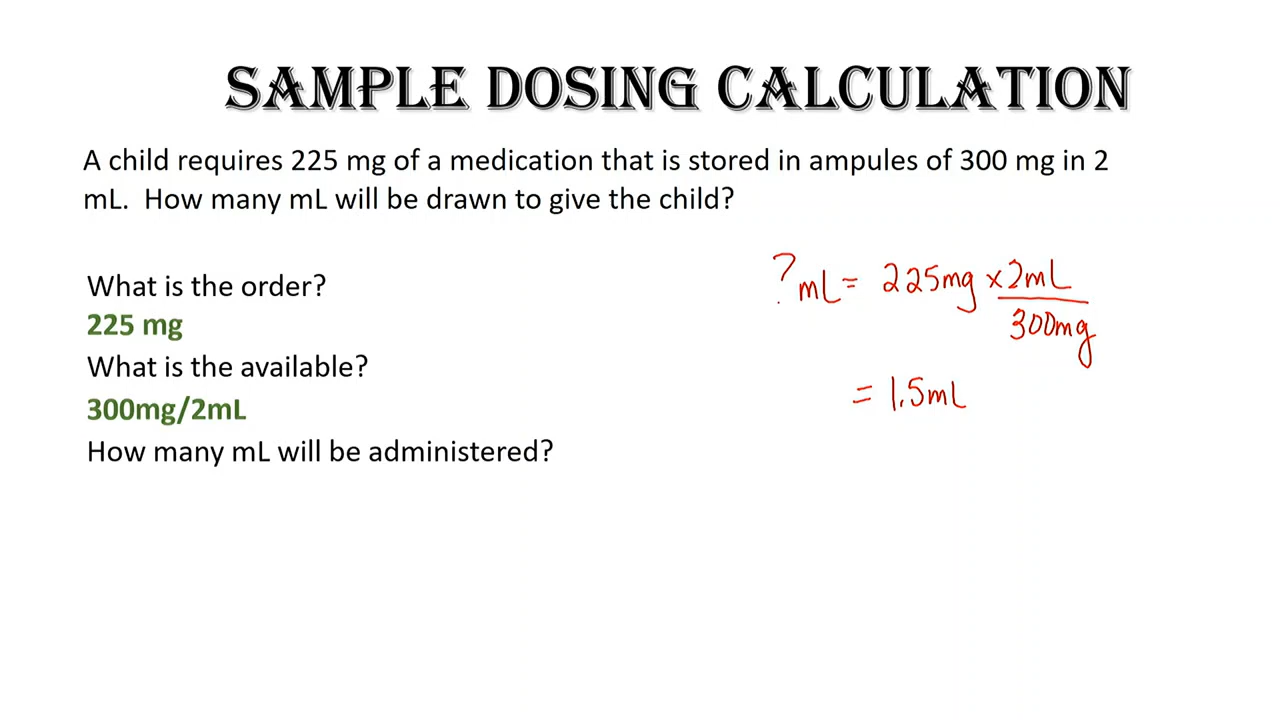 SAMPLE DOSING CALCULATION
A child requires 225 mg of a medication that is stored in ampules of 300 mg in 2
mL.  How many mL will be drawn to give the child?
What is the order?
225 mg
What is the available?
300mg/2mL
How many mL will be administered?
? mL = 225mg x 2mL
300mg
= 1.5mL